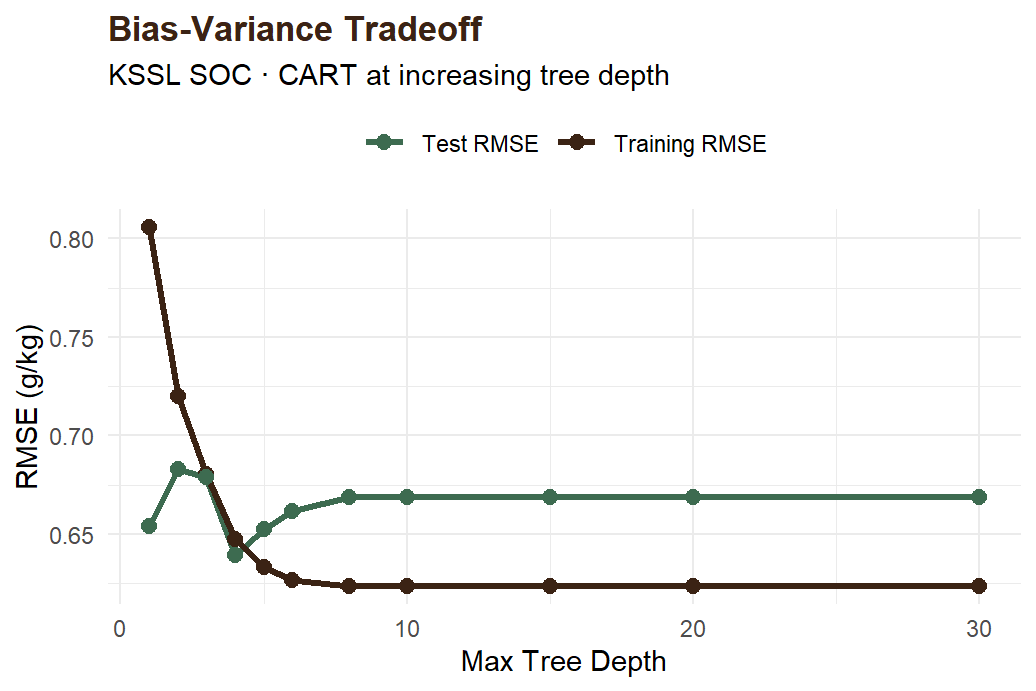 Bias-Variance Tradeoff
KSSL SOC · CART at increasing tree depth
Test RMSE
Training RMSE
RMSE (g/kg)
0.80
0.75
0.70
0.65
0
10
20
30
Max Tree Depth